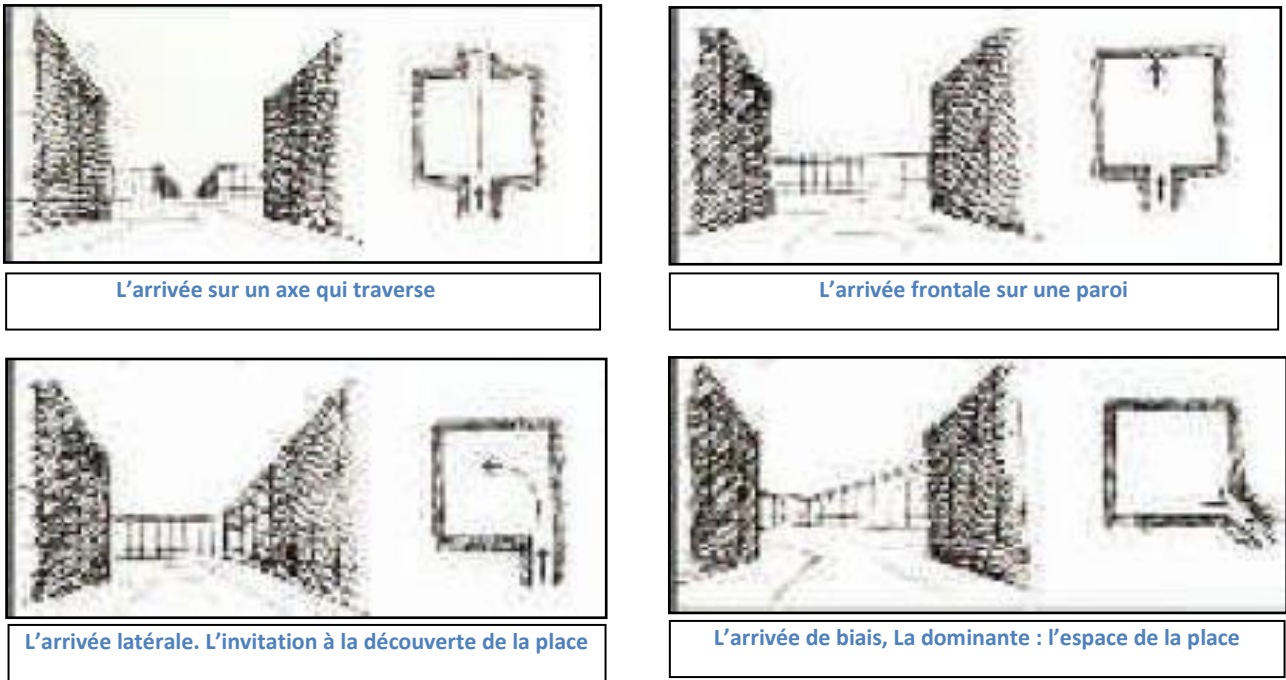 L’arrivée sur un axe qui traverse
L’arrivée frontale sur une paroi
L’arrivée latérale. L’invitation à la découverte de la place
L’arrivée de biais, La dominante : l’espace de la place